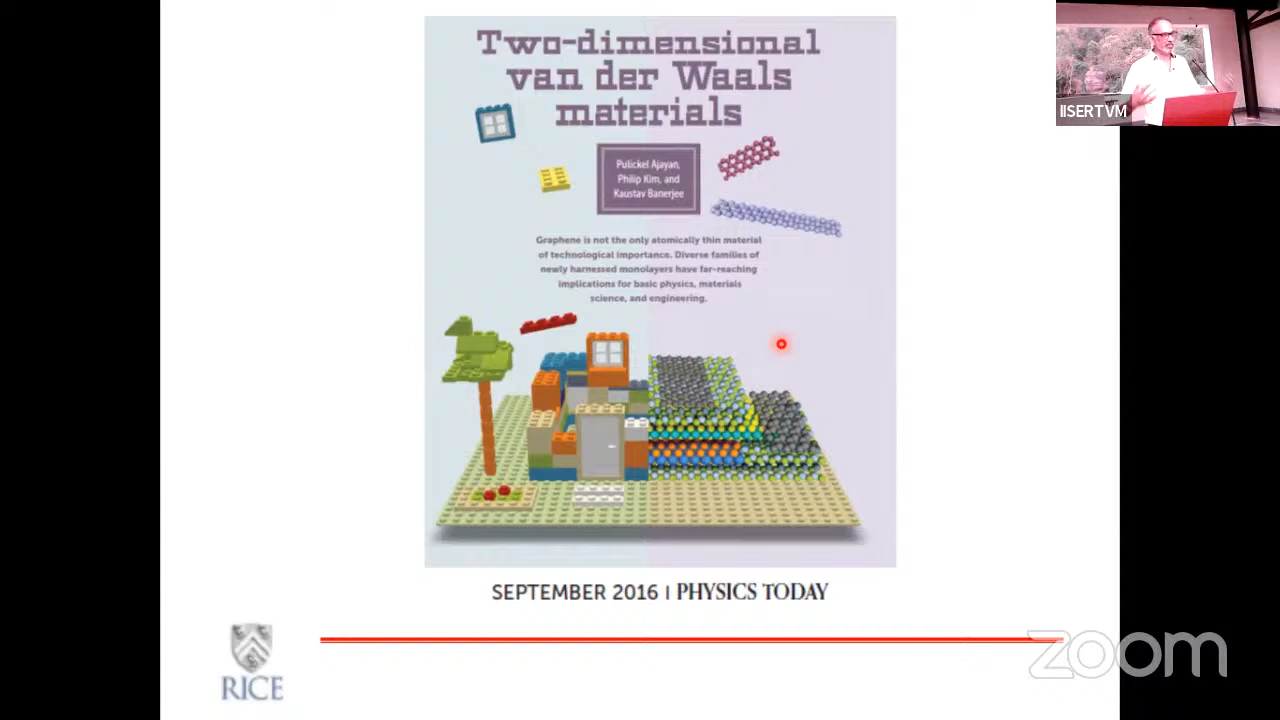 Two-dimensional
van der Waals
materials
Pulickel Ajayan,
Philip Kim, and
Kaustav Banerjee
Graphene is not the only atomically thin material
of technological importance. Diverse families of
newly harnessed monolayers have far-reaching
implications for basic physics, materials
science, and engineering.
SEPTEMBER 2016 | PHYSICS TODAY
RICE
zoom
IISERTVM